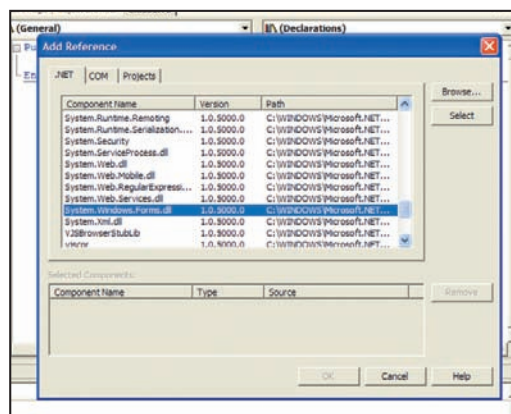 (General)
(Declarations)
Add Reference
.NET COM Projects
Browse...
Select
Component Name Version Path
System.Runtime.Remoting 1.0.5000.0 C:\WINDOWS\Microsoft.NET...
System.Runtime.Serialization.... 1.0.5000.0 C:\WINDOWS\Microsoft.NET...
System.Security 1.0.5000.0 C:\WINDOWS\Microsoft.NET...
System.ServiceProcess.dll 1.0.5000.0 C:\WINDOWS\Microsoft.NET...
System.Web.dll 1.0.5000.0 C:\WINDOWS\Microsoft.NET...
System.Web.Mobile.dll 1.0.5000.0 C:\WINDOWS\Microsoft.NET...
System.Web.RegularExpressi... 1.0.5000.0 C:\WINDOWS\Microsoft.NET...
System.Web.Services.dll 1.0.5000.0 C:\WINDOWS\Microsoft.NET...
System.Windows.Forms.dll 1.0.5000.0 C:\WINDOWS\Microsoft.NET...
System.Xml.dll 1.0.5000.0 C:\WINDOWS\Microsoft.NET...
VJSBrowserStubLib 1.0.5000.0 C:\WINDOWS\Microsoft.NET...
1.0.5000.0 C:\WINDOWS\Microsoft.NET...
Selected Components:
Component Name Type Source
Remove
OK Cancel Help